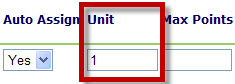 Auto Assign Unit Max Points
Yes 1